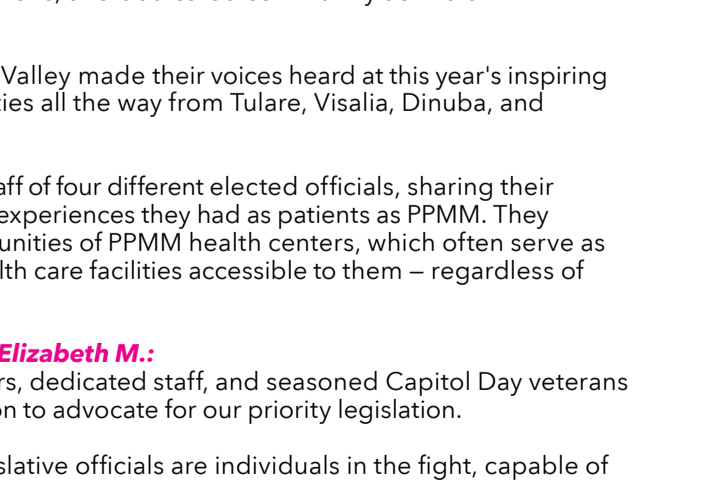 Valley made their voices heard at this year's inspiring
ties all the way from Tulare, Visalia, Dinuba, and
aff of four different elected officials, sharing their
experiences they had as patients as PPMM. They
unities of PPMM health centers, which often serve as
lth care facilities accessible to them – regardless of
Elizabeth M.:
rs, dedicated staff, and seasoned Capitol Day veterans
on to advocate for our priority legislation.
slative officials are individuals in the fight, capable of